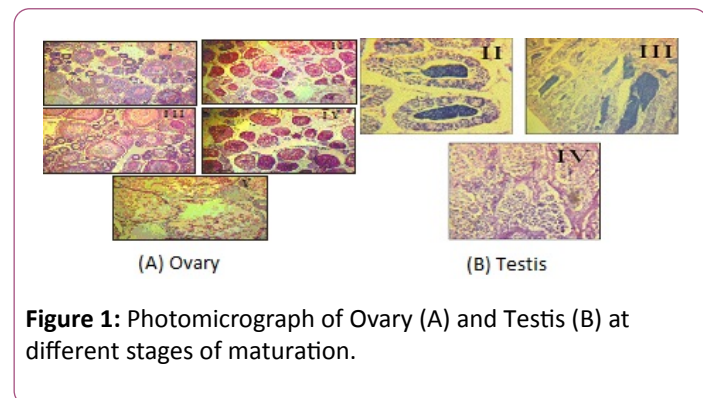 I
II
III
III
IV
V
IV
(A) Ovary
(B) Testis
Figure 1: Photomicrograph of Ovary (A) and Testis (B) at
different stages of maturation.